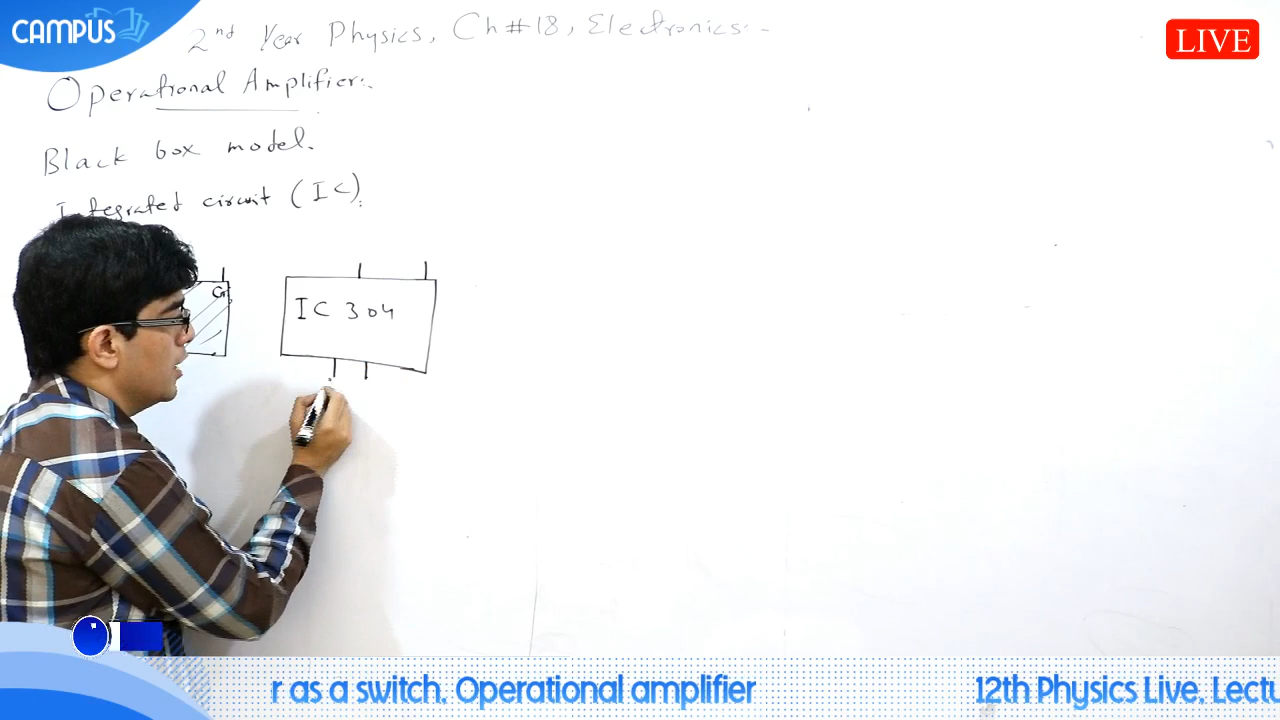 CAMPUS
LIVE
2nd Year Physics, Ch#18, Electronics:-
Operational Amplifier:.
Black box model.
Integrated circuit (IC):
IC 304
r as a switch, Operational amplifier
12th Physics Live, Lectu